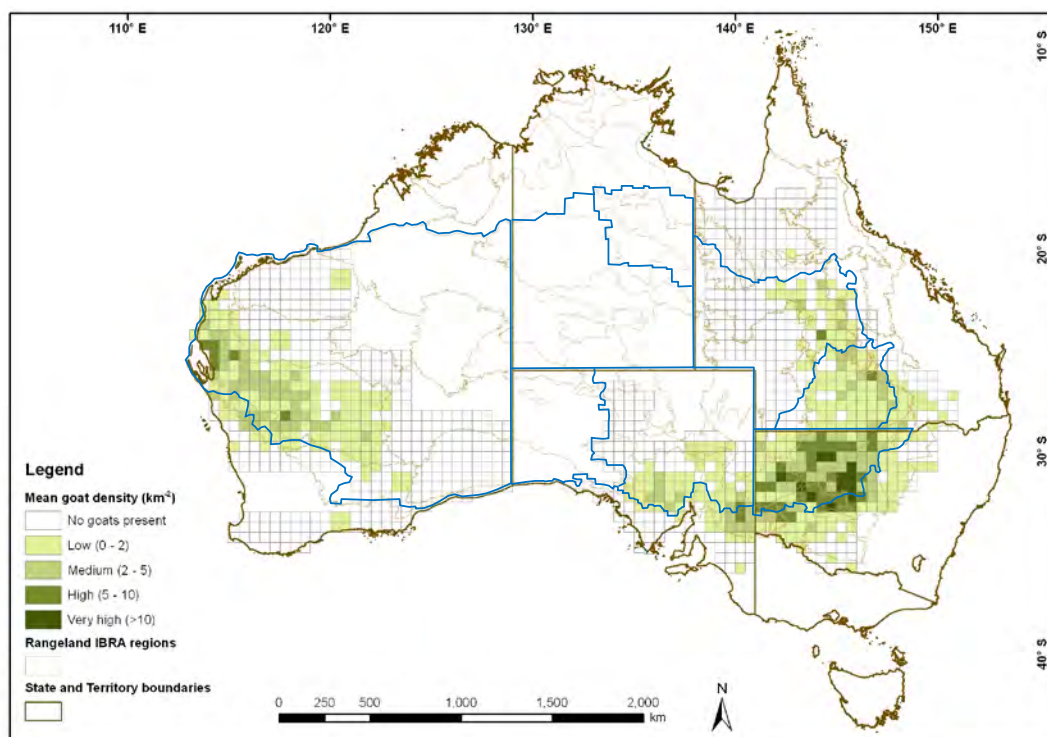 110° E 120° E 130° E 140° E 150° E
10° S
20° S
30° S
40° S
Legend
Mean goat density (km⁻²)
No goats present
Low (0 - 2)
Medium (2 - 5)
High (5 - 10)
Very high (>10)
Rangeland IBRA regions
State and Territory boundaries
0 250 500 1,000 1,500 2,000
km
N